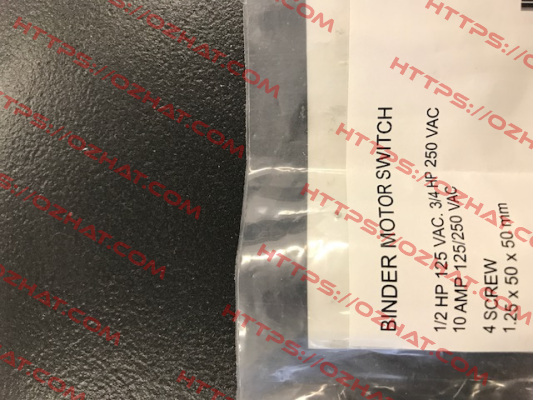 BINDER MOTOR SWITCH
1/2 HP 125 VAC. 3/4 HP 250 VAC
10 AMP 125/250 VAC
4 SCREW
1.25 x 50 x 50 mm
HTTPS://OZHAT.COM